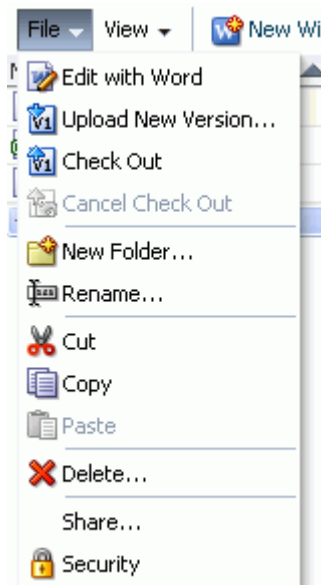 File View New Wi
Edit with Word
Upload New Version...
Check Out
Cancel Check Out
New Folder...
Rename...
Cut
Copy
Paste
Delete...
Share...
Security